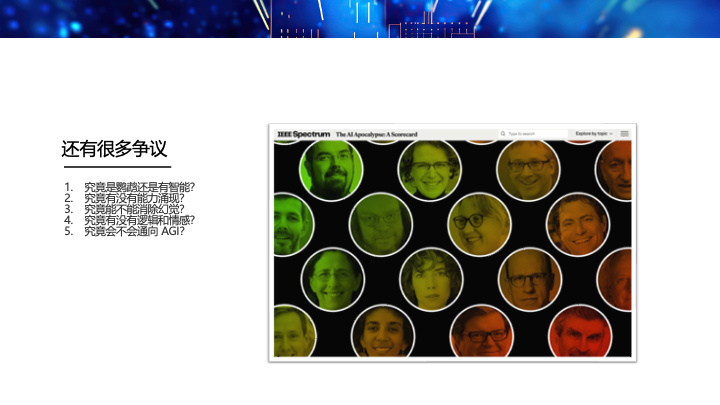 还有很多争议
1. 究竟是鹦鹉还是有智能?
2. 究竟有没有能力涌现?
3. 究竟能不能消除幻觉?
4. 究竟有没有逻辑和情感?
5. 究竟会不会通向 AGI?
IEEE Spectrum The AI Apocalypse: A Scorecard Type to search Explore by topic